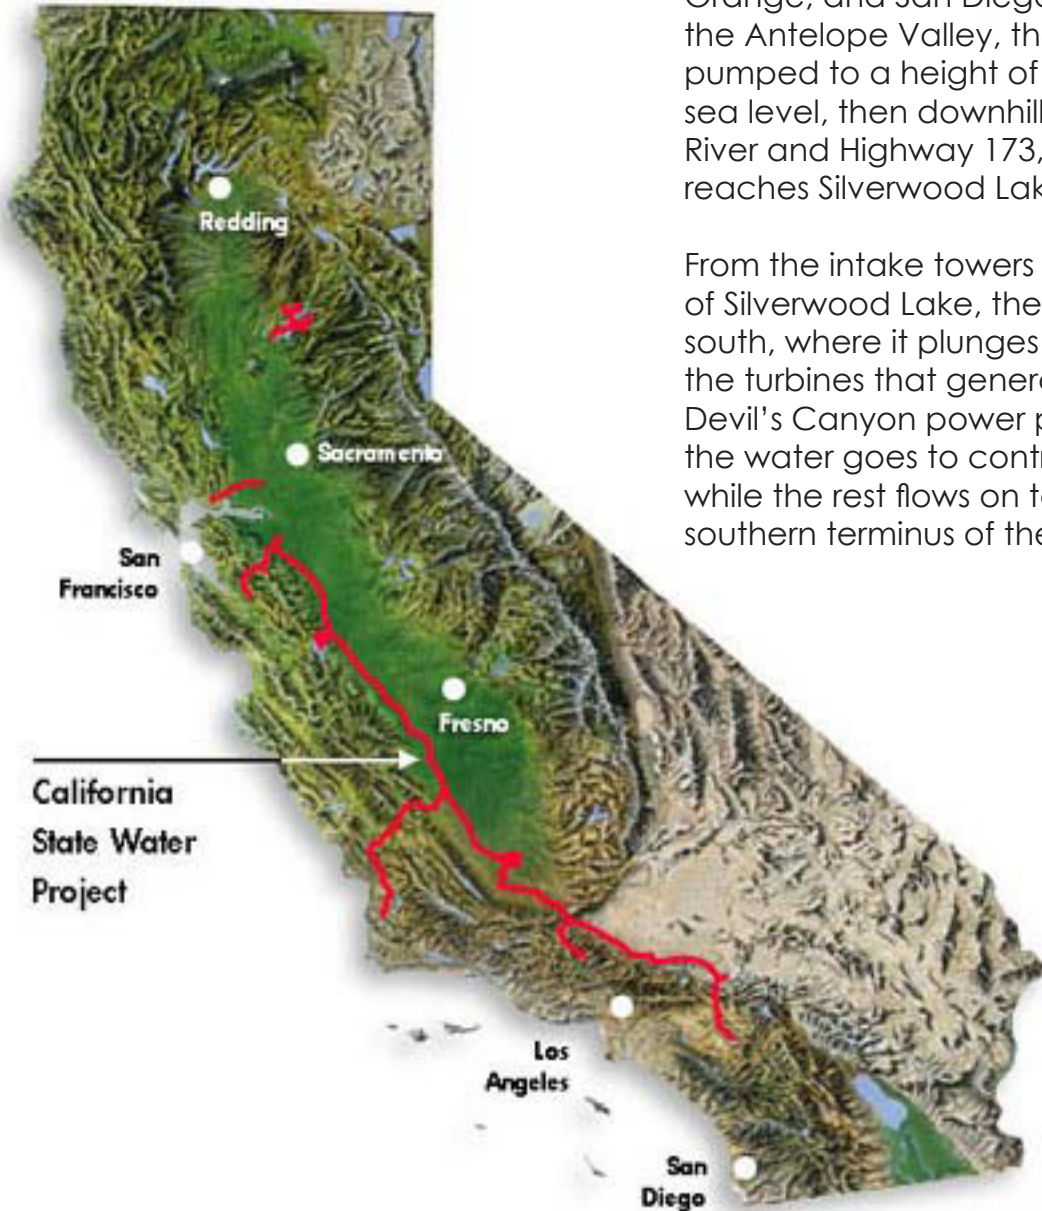 Orange, and San Diego
the Antelope Valley, th
pumped to a height of
sea level, then downhill
River and Highway 173,
reaches Silverwood Lak
From the intake towers
of Silverwood Lake, the
south, where it plunges
the turbines that genera
Devil's Canyon power p
the water goes to contr
while the rest flows on to
southern terminus of the
Redding
Sacramento
San
Francisco
Fresno
California
State Water
Project
Los
Angeles
San
Diego